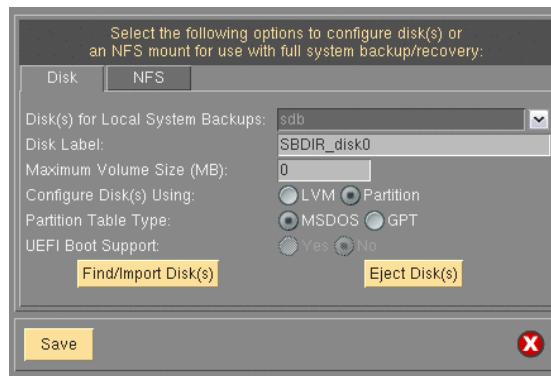 Select the following options to configure disk(s) or
an NFS mount for use with full system backup/recovery:
Disk NFS
Disk(s) for Local System Backups: sdb
Disk Label: SBDIR_disk0
Maximum Volume Size (MB): 0
Configure Disk(s) Using: LVM Partition
Partition Table Type: MSDOS GPT
UEFI Boot Support: Yes No
Find/Import Disk(s) Eject Disk(s)
Save